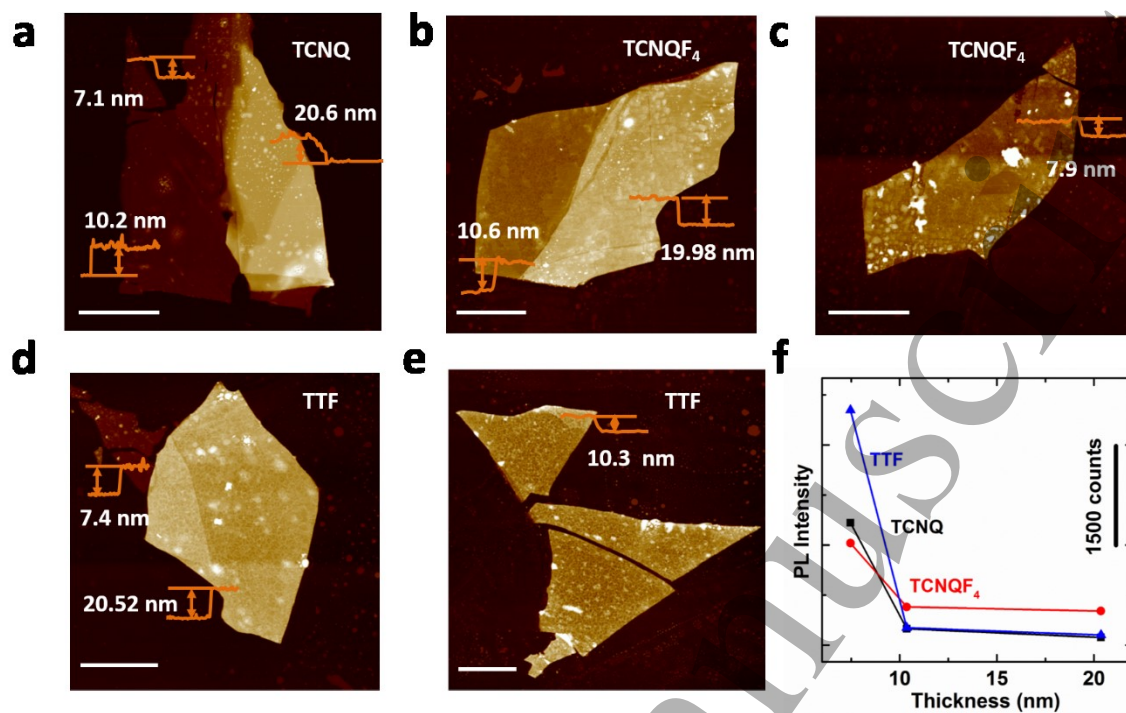 a
TCNQ
7.1 nm
20.6 nm
10.2 nm
b
TCNQF₄
10.6 nm
19.98 nm
c
TCNQF₄
7.9 nm
d
TTF
7.4 nm
20.52 nm
e
TTF
10.3 nm
f
PL Intensity
TTF
TCNQ
TCNQF₄
1500 counts
10 15 20
Thickness (nm)